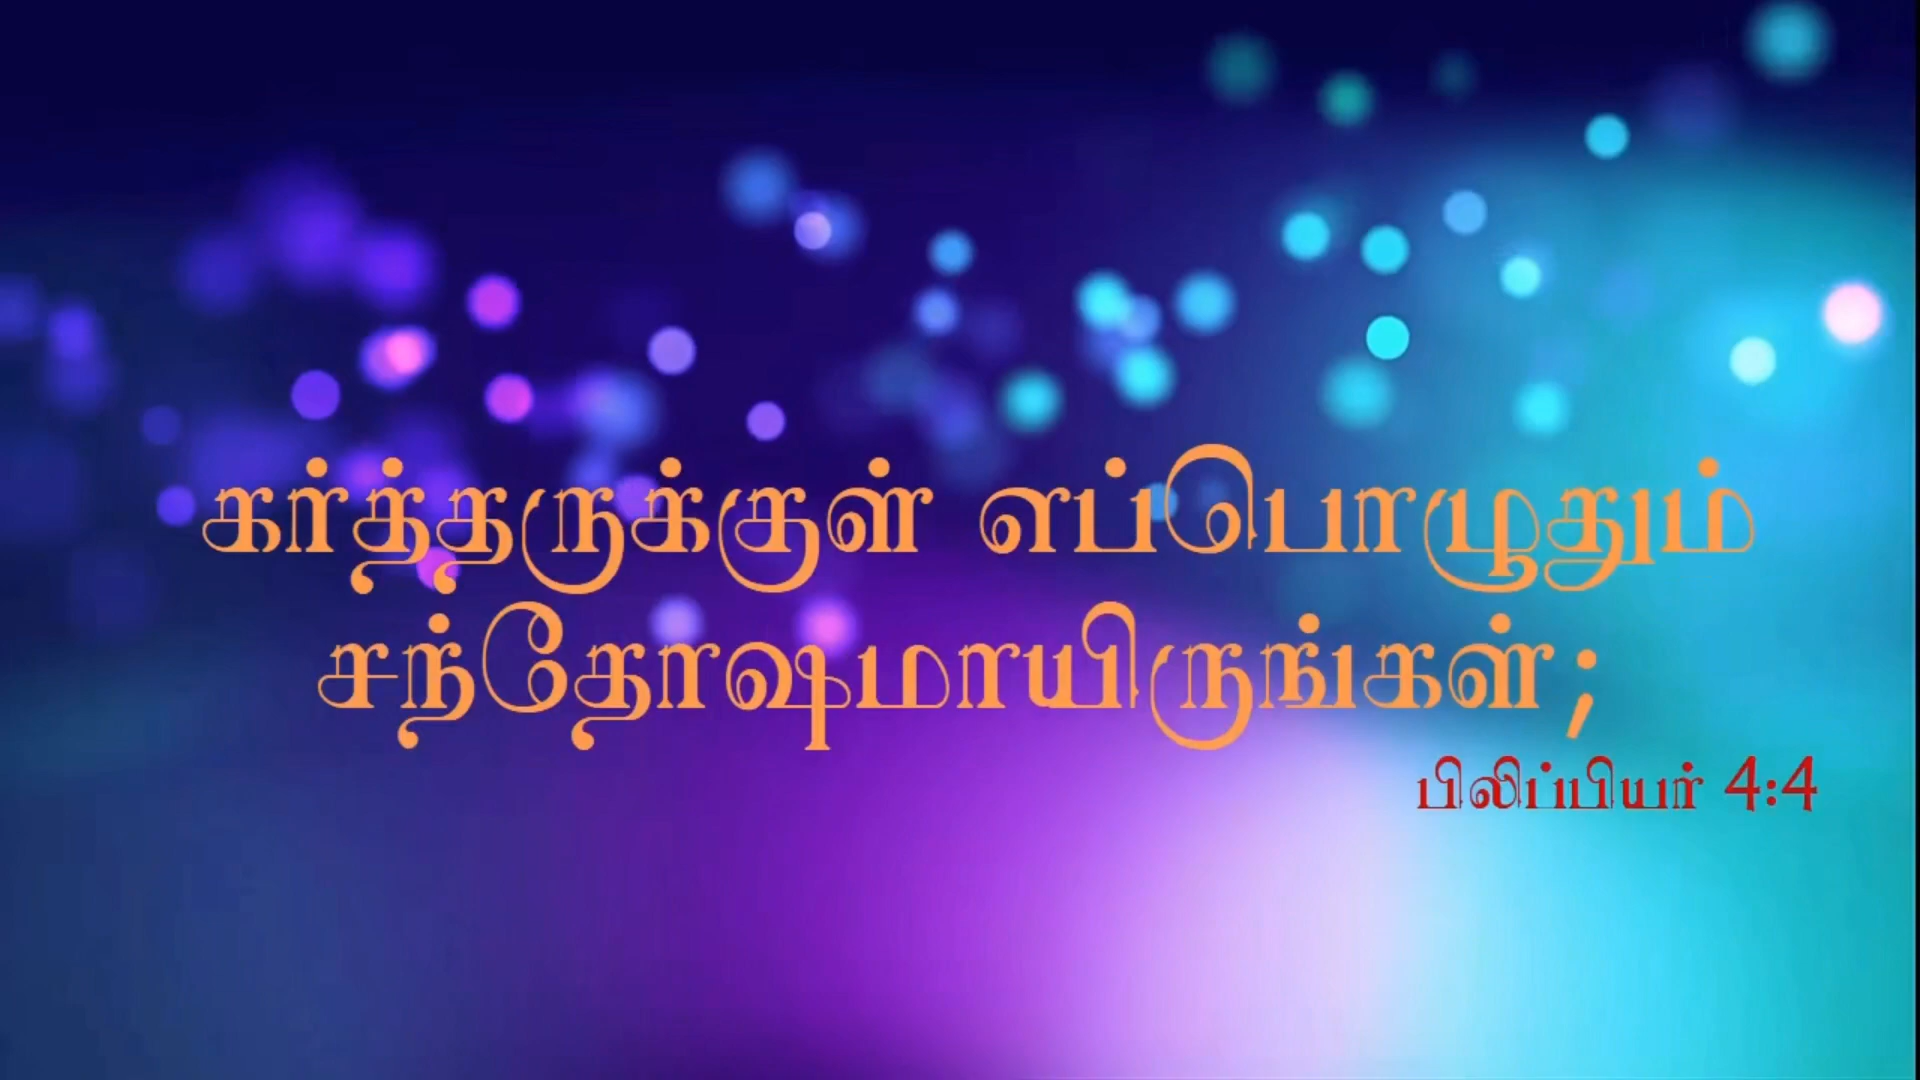 கர்த்தருக்குள் எப்பொழுதும்
சந்தோஷமாயிருங்கள்;
பிலிப்பியர் 4:4